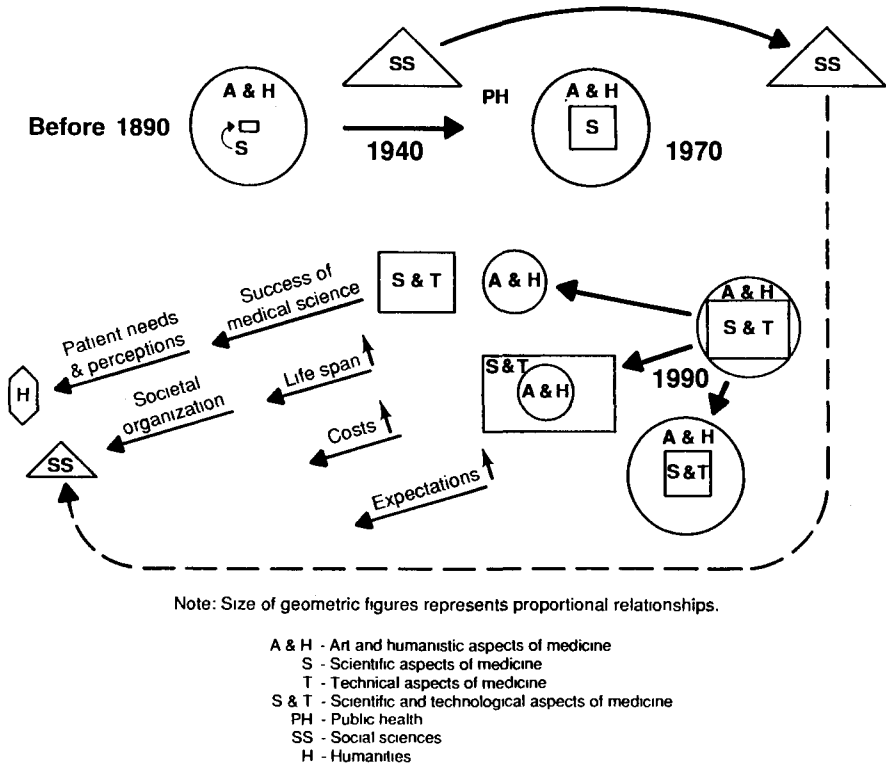 SS
SS
A & H
PH
A & H
Before 1890
S
S
1940
1970
Success of
medical science
S & T
A & H
A & H
S & T
Patient needs
& perceptions
Life span
S & T
A & H
1990
H
Societal
organization
Costs
A & H
S & T
SS
Expectations
Note: Size of geometric figures represents proportional relationships.
A & H - Art and humanistic aspects of medicine
S - Scientific aspects of medicine
T - Technical aspects of medicine
S & T - Scientific and technological aspects of medicine
PH - Public health
SS - Social sciences
H - Humanities